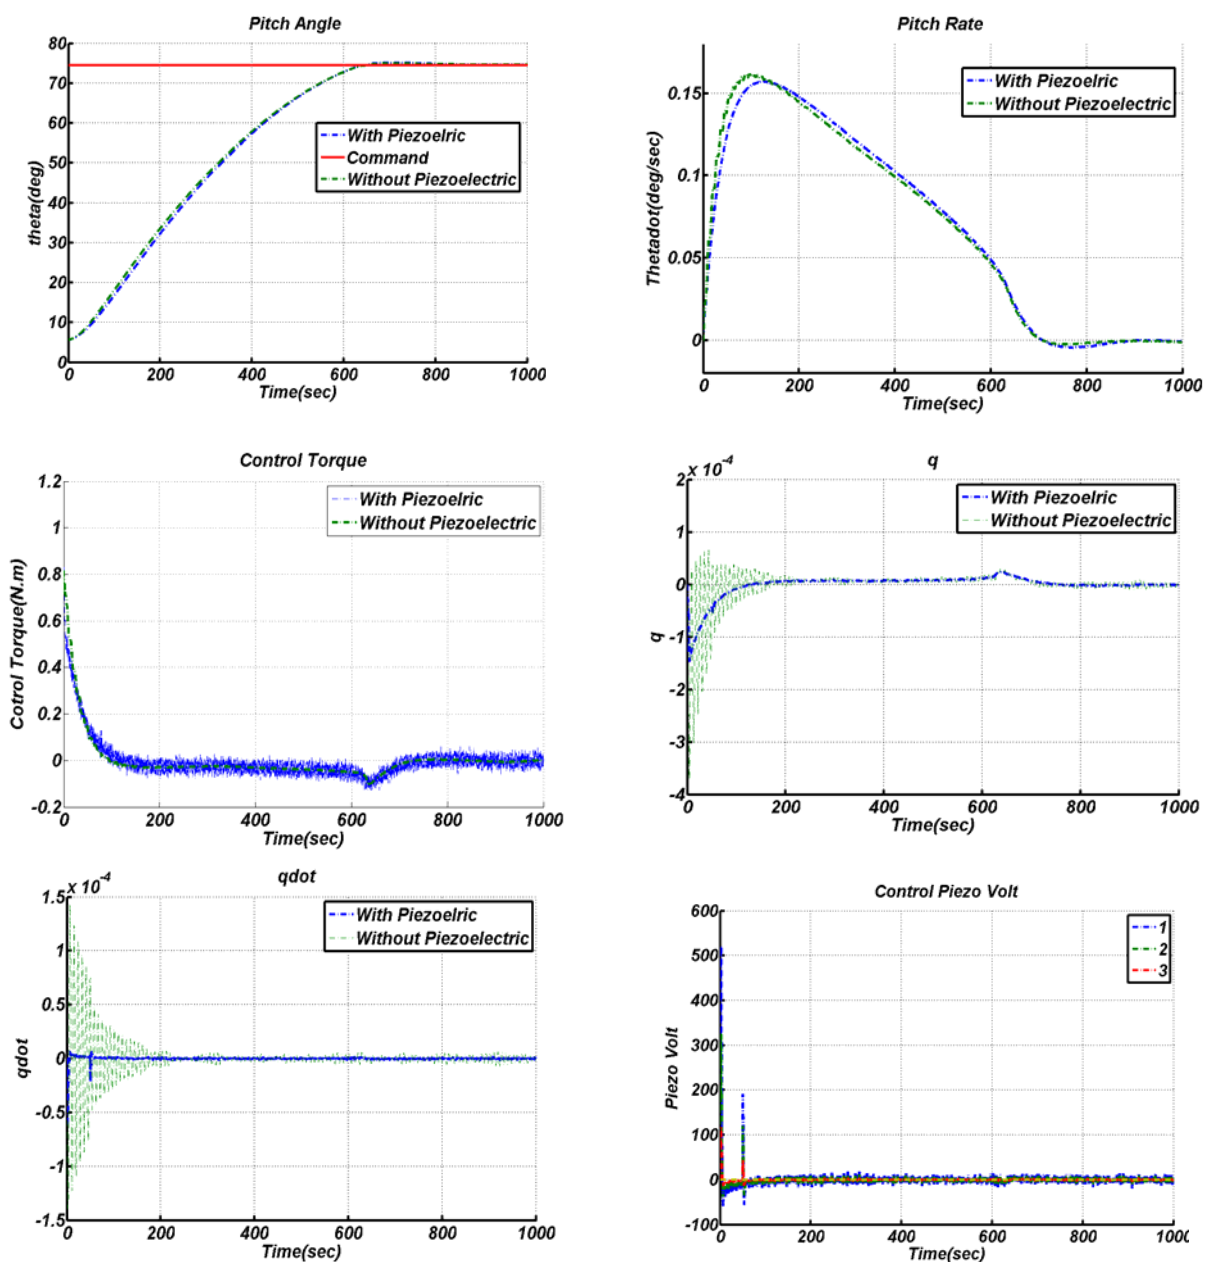 Pitch Angle
80
70
60
50
40
30
20
10
0
theta(deg)
With Piezoelric
Command
Without Piezoelectric
0 200 400 600 800 1000
Time(sec)
Pitch Rate
0.15
0.1
0.05
0
Thetadot(deg/sec)
With Piezoelric
Without Piezoelectric
0 200 400 600 800 1000
Time(sec)
Control Torque
1.2
1
0.8
0.6
0.4
0.2
0
-0.2
Cotrol Torque(N.m)
With Piezoelric
Without Piezoelectric
0 200 400 600 800 1000
Time(sec)
q
x 10-4
2
1
0
-1
-2
-3
-4
q
With Piezoelric
Without Piezoelectric
0 200 400 600 800 1000
Time(sec)
qdot
x 10-4
1.5
1
0.5
0
-0.5
-1
-1.5
qdot
With Piezoelric
Without Piezoelectric
0 200 400 600 800 1000
Time(sec)
Control Piezo Volt
600
500
400
300
200
100
0
-100
Piezo Volt
1
2
3
0 200 400 600 800 1000
Time(sec)